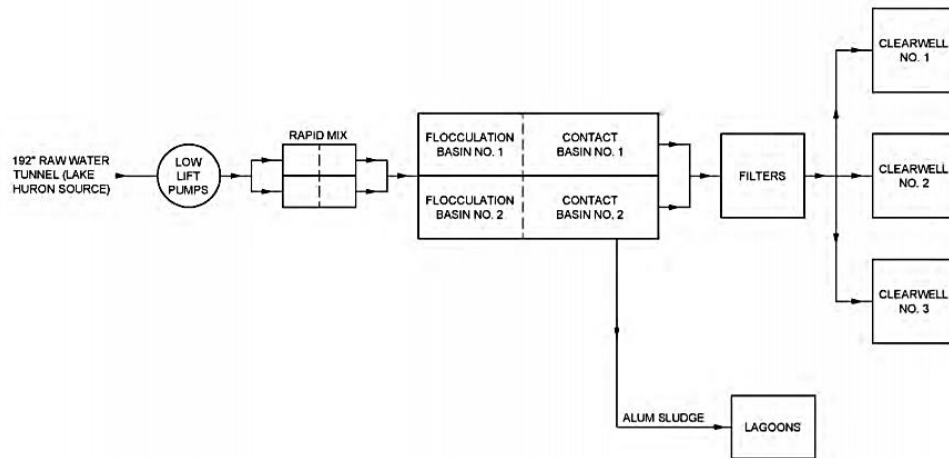 192" RAW WATER
TUNNEL (LAKE
HURON SOURCE)
LOW
LIFT
PUMPS
RAPID MIX
FLOCCULATION
BASIN NO. 1
CONTACT
BASIN NO. 1
FLOCCULATION
BASIN NO. 2
CONTACT
BASIN NO. 2
FILTERS
CLEARWELL
NO. 1
CLEARWELL
NO. 2
CLEARWELL
NO. 3
ALUM SLUDGE
LAGOONS